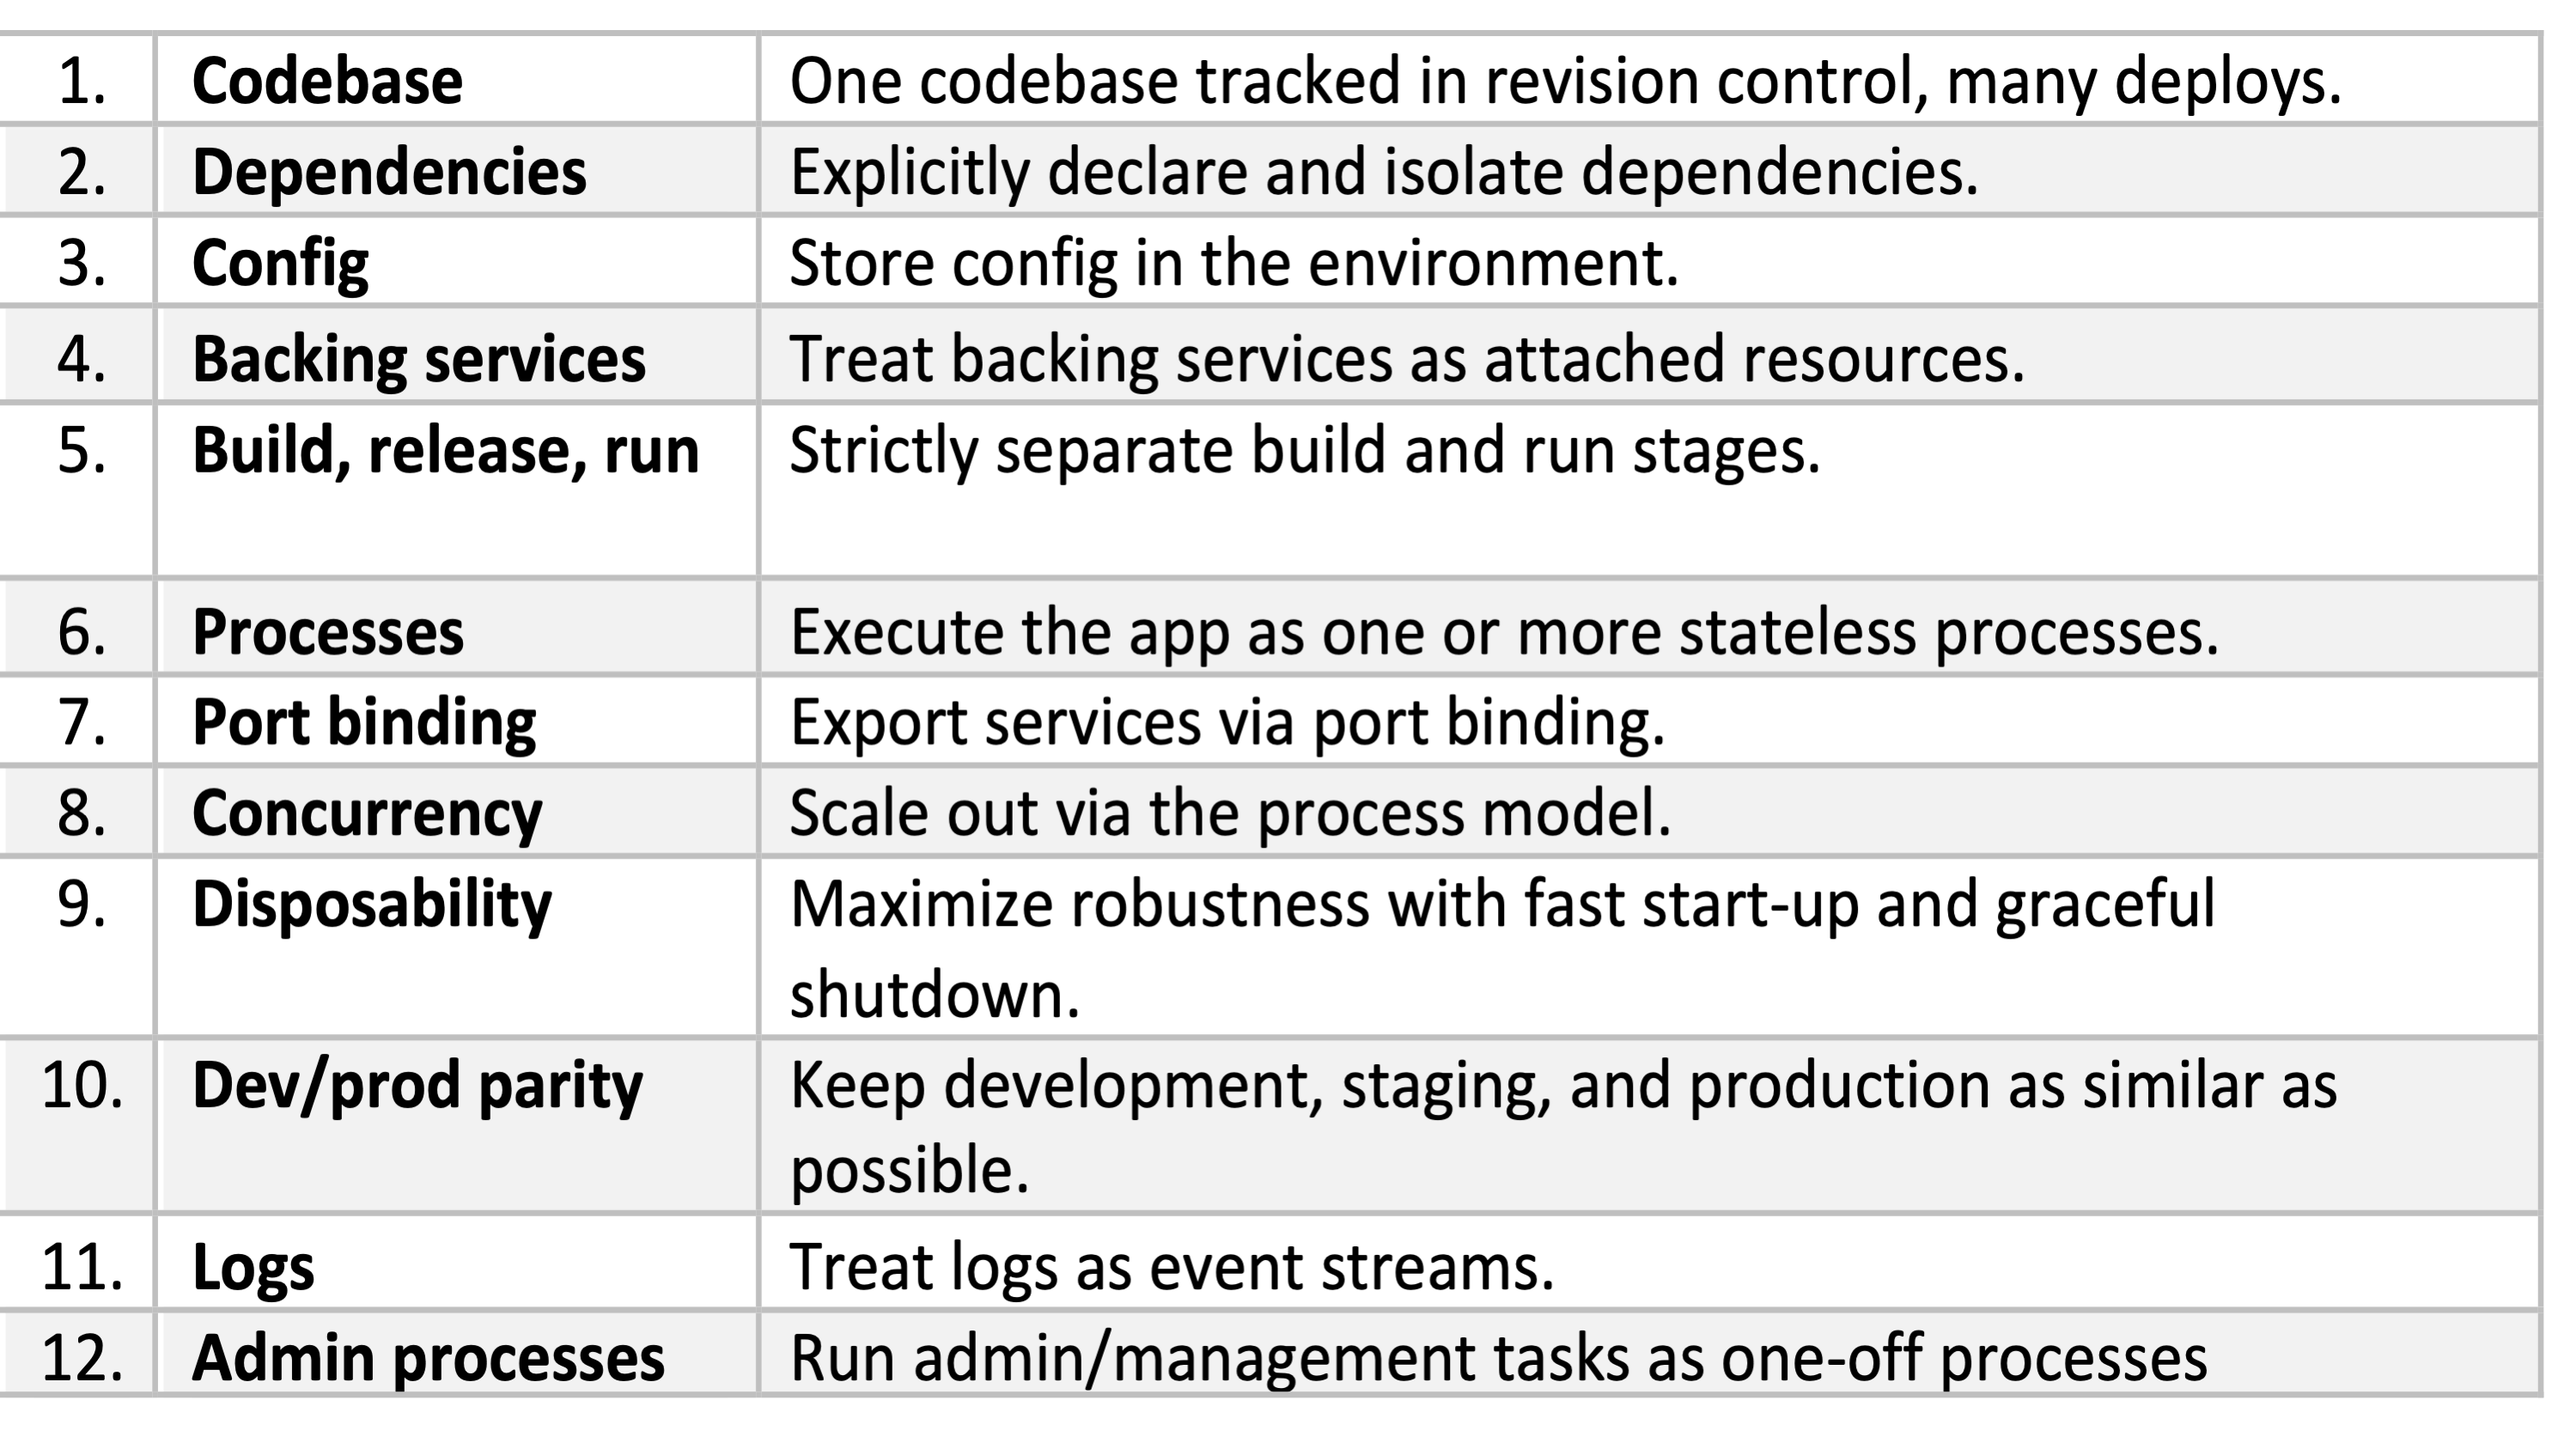 1. Codebase One codebase tracked in revision control, many deploys.
2. Dependencies Explicitly declare and isolate dependencies.
3. Config Store config in the environment.
4. Backing services Treat backing services as attached resources.
5. Build, release, run Strictly separate build and run stages.
6. Processes Execute the app as one or more stateless processes.
7. Port binding Export services via port binding.
8. Concurrency Scale out via the process model.
9. Disposability Maximize robustness with fast start-up and graceful
shutdown.
10. Dev/prod parity Keep development, staging, and production as similar as
possible.
11. Logs Treat logs as event streams.
12. Admin processes Run admin/management tasks as one-off processes